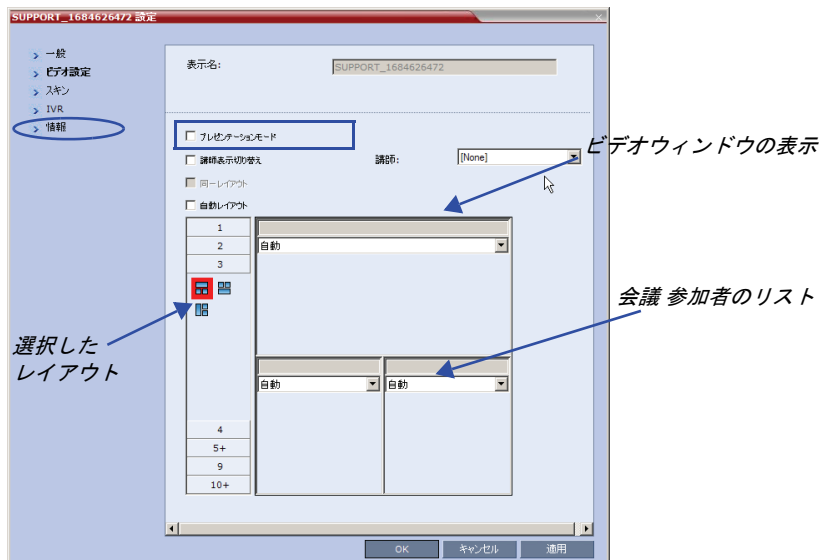 SUPPORT_1684626472 設定
一般
ビデオ設定
スキン
IVR
情報
表示名:
SUPPORT_1684626472
プレゼンテーションモード
講師表示切り替え
講師:
[None]
同一レイアウト
自動レイアウト
1
2
3
自動
自動
自動
4
5+
9
10+
OK
キャンセル
適用
ビデオウィンドウの表示
会議 参加者のリスト
選択した
レイアウト